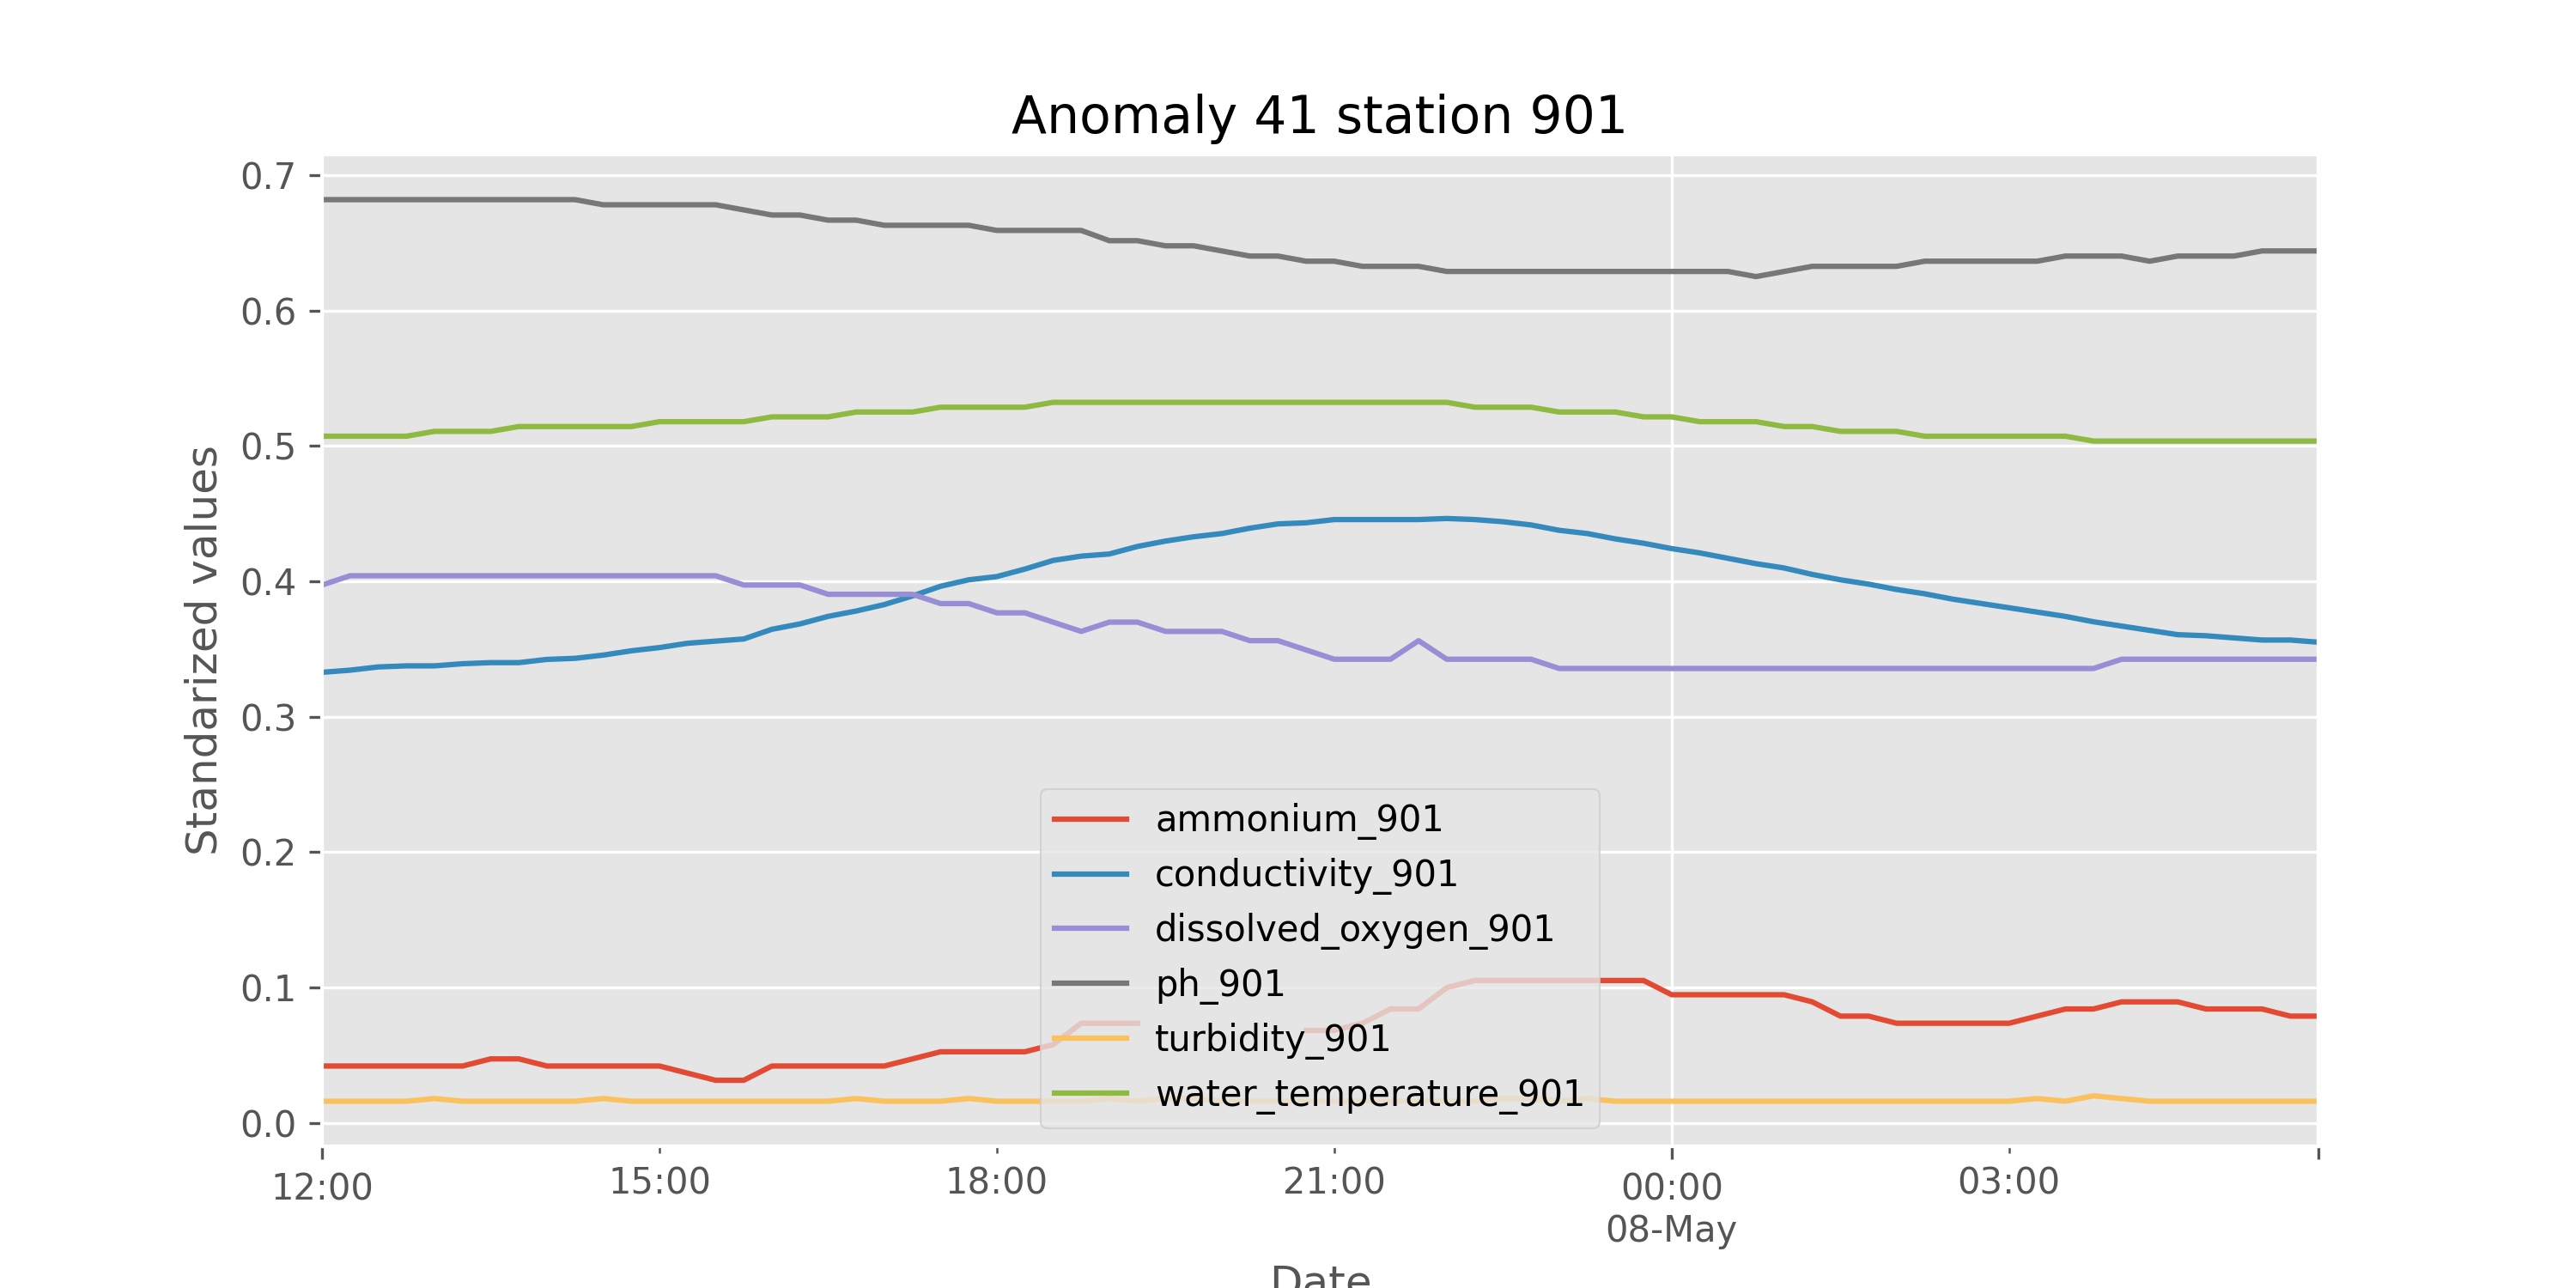 Anomaly 41 station 901
Standarized values
0.7
0.6
0.5
0.4
0.3
0.2
0.1
0.0
ammonium_901
conductivity_901
dissolved_oxygen_901
ph_901
turbidity_901
water_temperature_901
12:00
15:00
18:00
21:00
00:00
03:00
08-May
Date